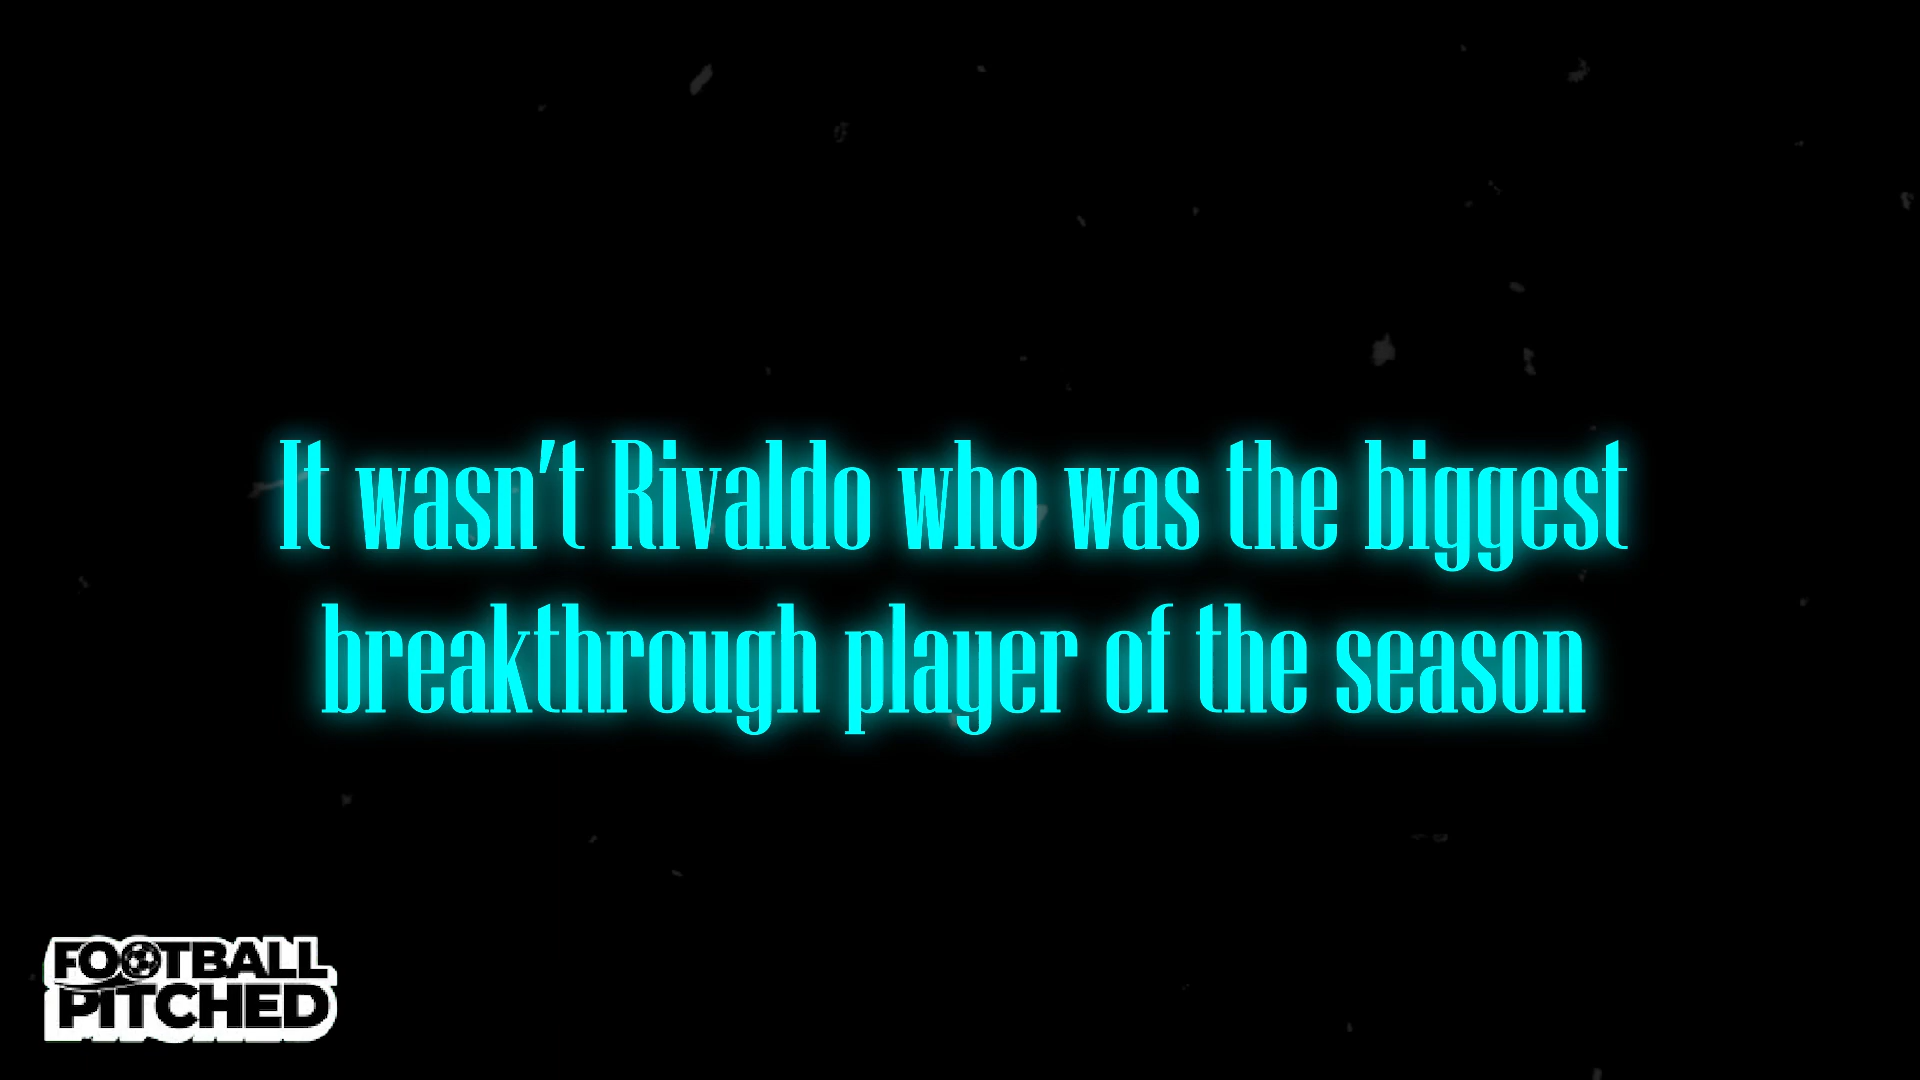 It wasn't Rivaldo who was the biggest
breakthrough player of the season
FOOTBALL
PITCHED